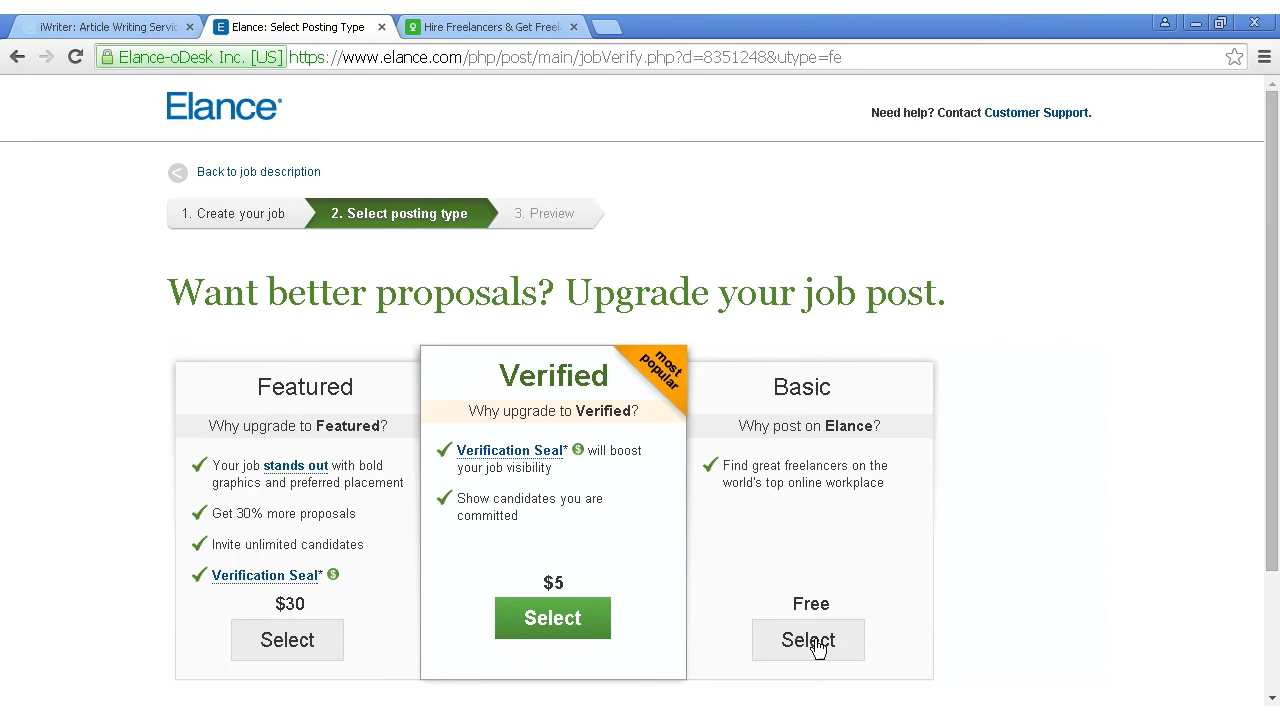 iWriter: Article Writing Servic
Elance: Select Posting Type
Hire Freelancers & Get Freel
Elance-oDesk Inc. [US] https://www.elance.com/php/post/main/jobVerify.php?d=8351248&utype=fe
Elance
Need help? Contact Customer Support.
< Back to job description
1. Create your job
2. Select posting type
3. Preview
Want better proposals? Upgrade your job post.
Featured
Why upgrade to Featured?
Your job stands out with bold
graphics and preferred placement
Get 30% more proposals
Invite unlimited candidates
Verification Seal* $
$30
Select
most
popular
Verified
Why upgrade to Verified?
Verification Seal* $ will boost
your job visibility
Show candidates you are
committed
$5
Select
Basic
Why post on Elance?
Find great freelancers on the
world's top online workplace
Free
Select